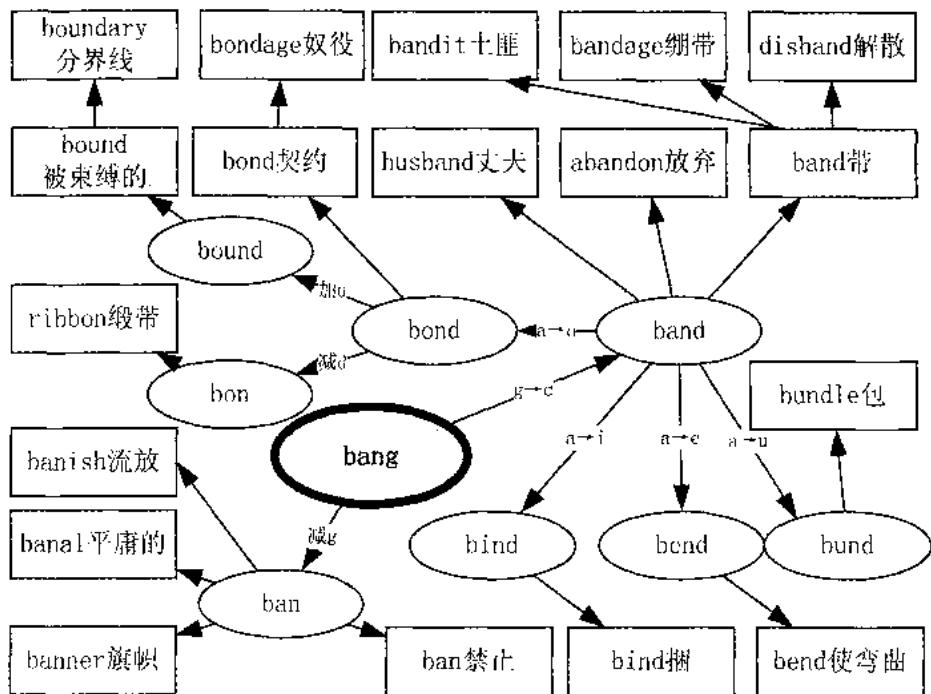 boundary
分界线
bondage奴役
bandit土匪
bandage绷带
disband解散
bound
被束缚的
bond契约
husband丈夫
abandon放弃
band带
bound
加u
ribbon缎带
bond
a→o
band
减d
bon
g→c
bundle包
bang
a→i
a→e
a→u
banish流放
减g
banal平庸的
bind
bend
bund
ban
banner旗帜
ban禁止
bind捆
bend使弯曲